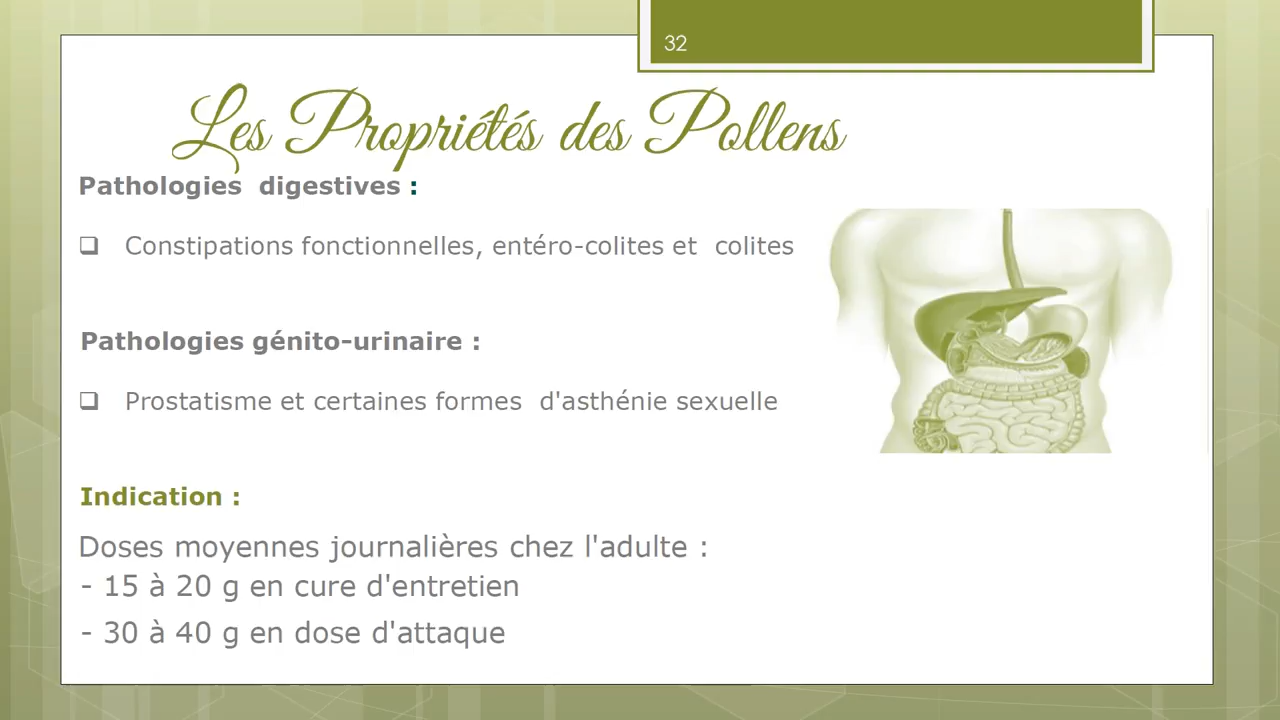 32
Les Propriétés des Pollens
Pathologies digestives :
❑ Constipations fonctionnelles, entéro-colites et colites
Pathologies génito-urinaire :
❑ Prostatisme et certaines formes d'asthénie sexuelle
Indication :
Doses moyennes journalières chez l'adulte :
- 15 à 20 g en cure d'entretien
- 30 à 40 g en dose d'attaque